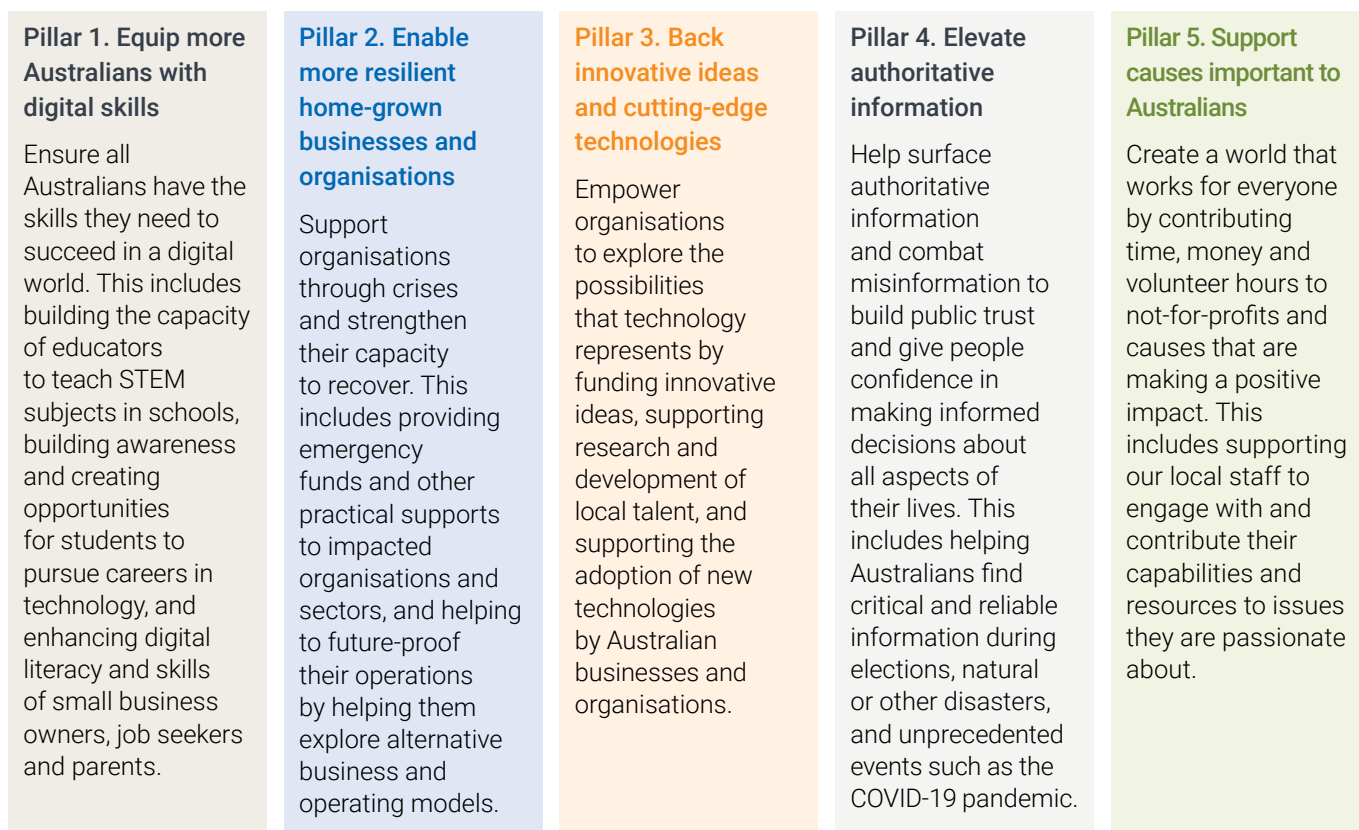 Pillar 1. Equip more
Australians with
digital skills
Ensure all
Australians have the
skills they need to
succeed in a digital
world. This includes
building the capacity
of educators
to teach STEM
subjects in schools,
building awareness
and creating
opportunities
for students to
pursue careers in
technology, and
enhancing digital
literacy and skills
of small business
owners, job seekers
and parents.
Pillar 2. Enable
more resilient
home-grown
businesses and
organisations
Support
organisations
through crises
and strengthen
their capacity
to recover. This
includes providing
emergency
funds and other
practical supports
to impacted
organisations and
sectors, and helping
to future-proof
their operations
by helping them
explore alternative
business and
operating models.
Pillar 3. Back
innovative ideas
and cutting-edge
technologies
Empower
organisations
to explore the
possibilities
that technology
represents by
funding innovative
ideas, supporting
research and
development of
local talent, and
supporting the
adoption of new
technologies
by Australian
businesses and
organisations.
Pillar 4. Elevate
authoritative
information
Help surface
authoritative
information
and combat
misinformation to
build public trust
and give people
confidence in
making informed
decisions about
all aspects of
their lives. This
includes helping
Australians find
critical and reliable
information during
elections, natural
or other disasters,
and unprecedented
events such as the
COVID-19 pandemic.
Pillar 5. Support
causes important to
Australians
Create a world that
works for everyone
by contributing
time, money and
volunteer hours to
not-for-profits and
causes that are
making a positive
impact. This
includes supporting
our local staff to
engage with and
contribute their
capabilities and
resources to issues
they are passionate
about.